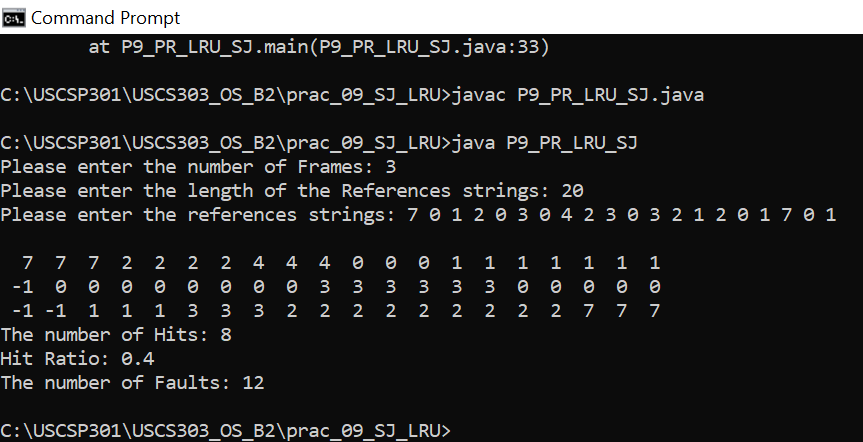 Command Prompt
at P9_PR_LRU_SJ.main(P9_PR_LRU_SJ.java:33)
C:\USCSP301\USCS303_OS_B2\prac_09_SJ_LRU>javac P9_PR_LRU_SJ.java
C:\USCSP301\USCS303_OS_B2\prac_09_SJ_LRU>java P9_PR_LRU_SJ
Please enter the number of Frames: 3
Please enter the length of the References strings: 20
Please enter the references strings: 7 0 1 2 0 3 0 4 2 3 0 3 2 1 2 0 1 7 0 1
7 7 7 2 2 2 2 4 4 4 0 0 0 1 1 1 1 1 1 1
-1 0 0 0 0 0 0 0 0 3 3 3 3 3 3 0 0 0 0 0
-1 -1 1 1 1 3 3 3 2 2 2 2 2 2 2 2 2 7 7 7
The number of Hits: 8
Hit Ratio: 0.4
The number of Faults: 12
C:\USCSP301\USCS303_OS_B2\prac_09_SJ_LRU>